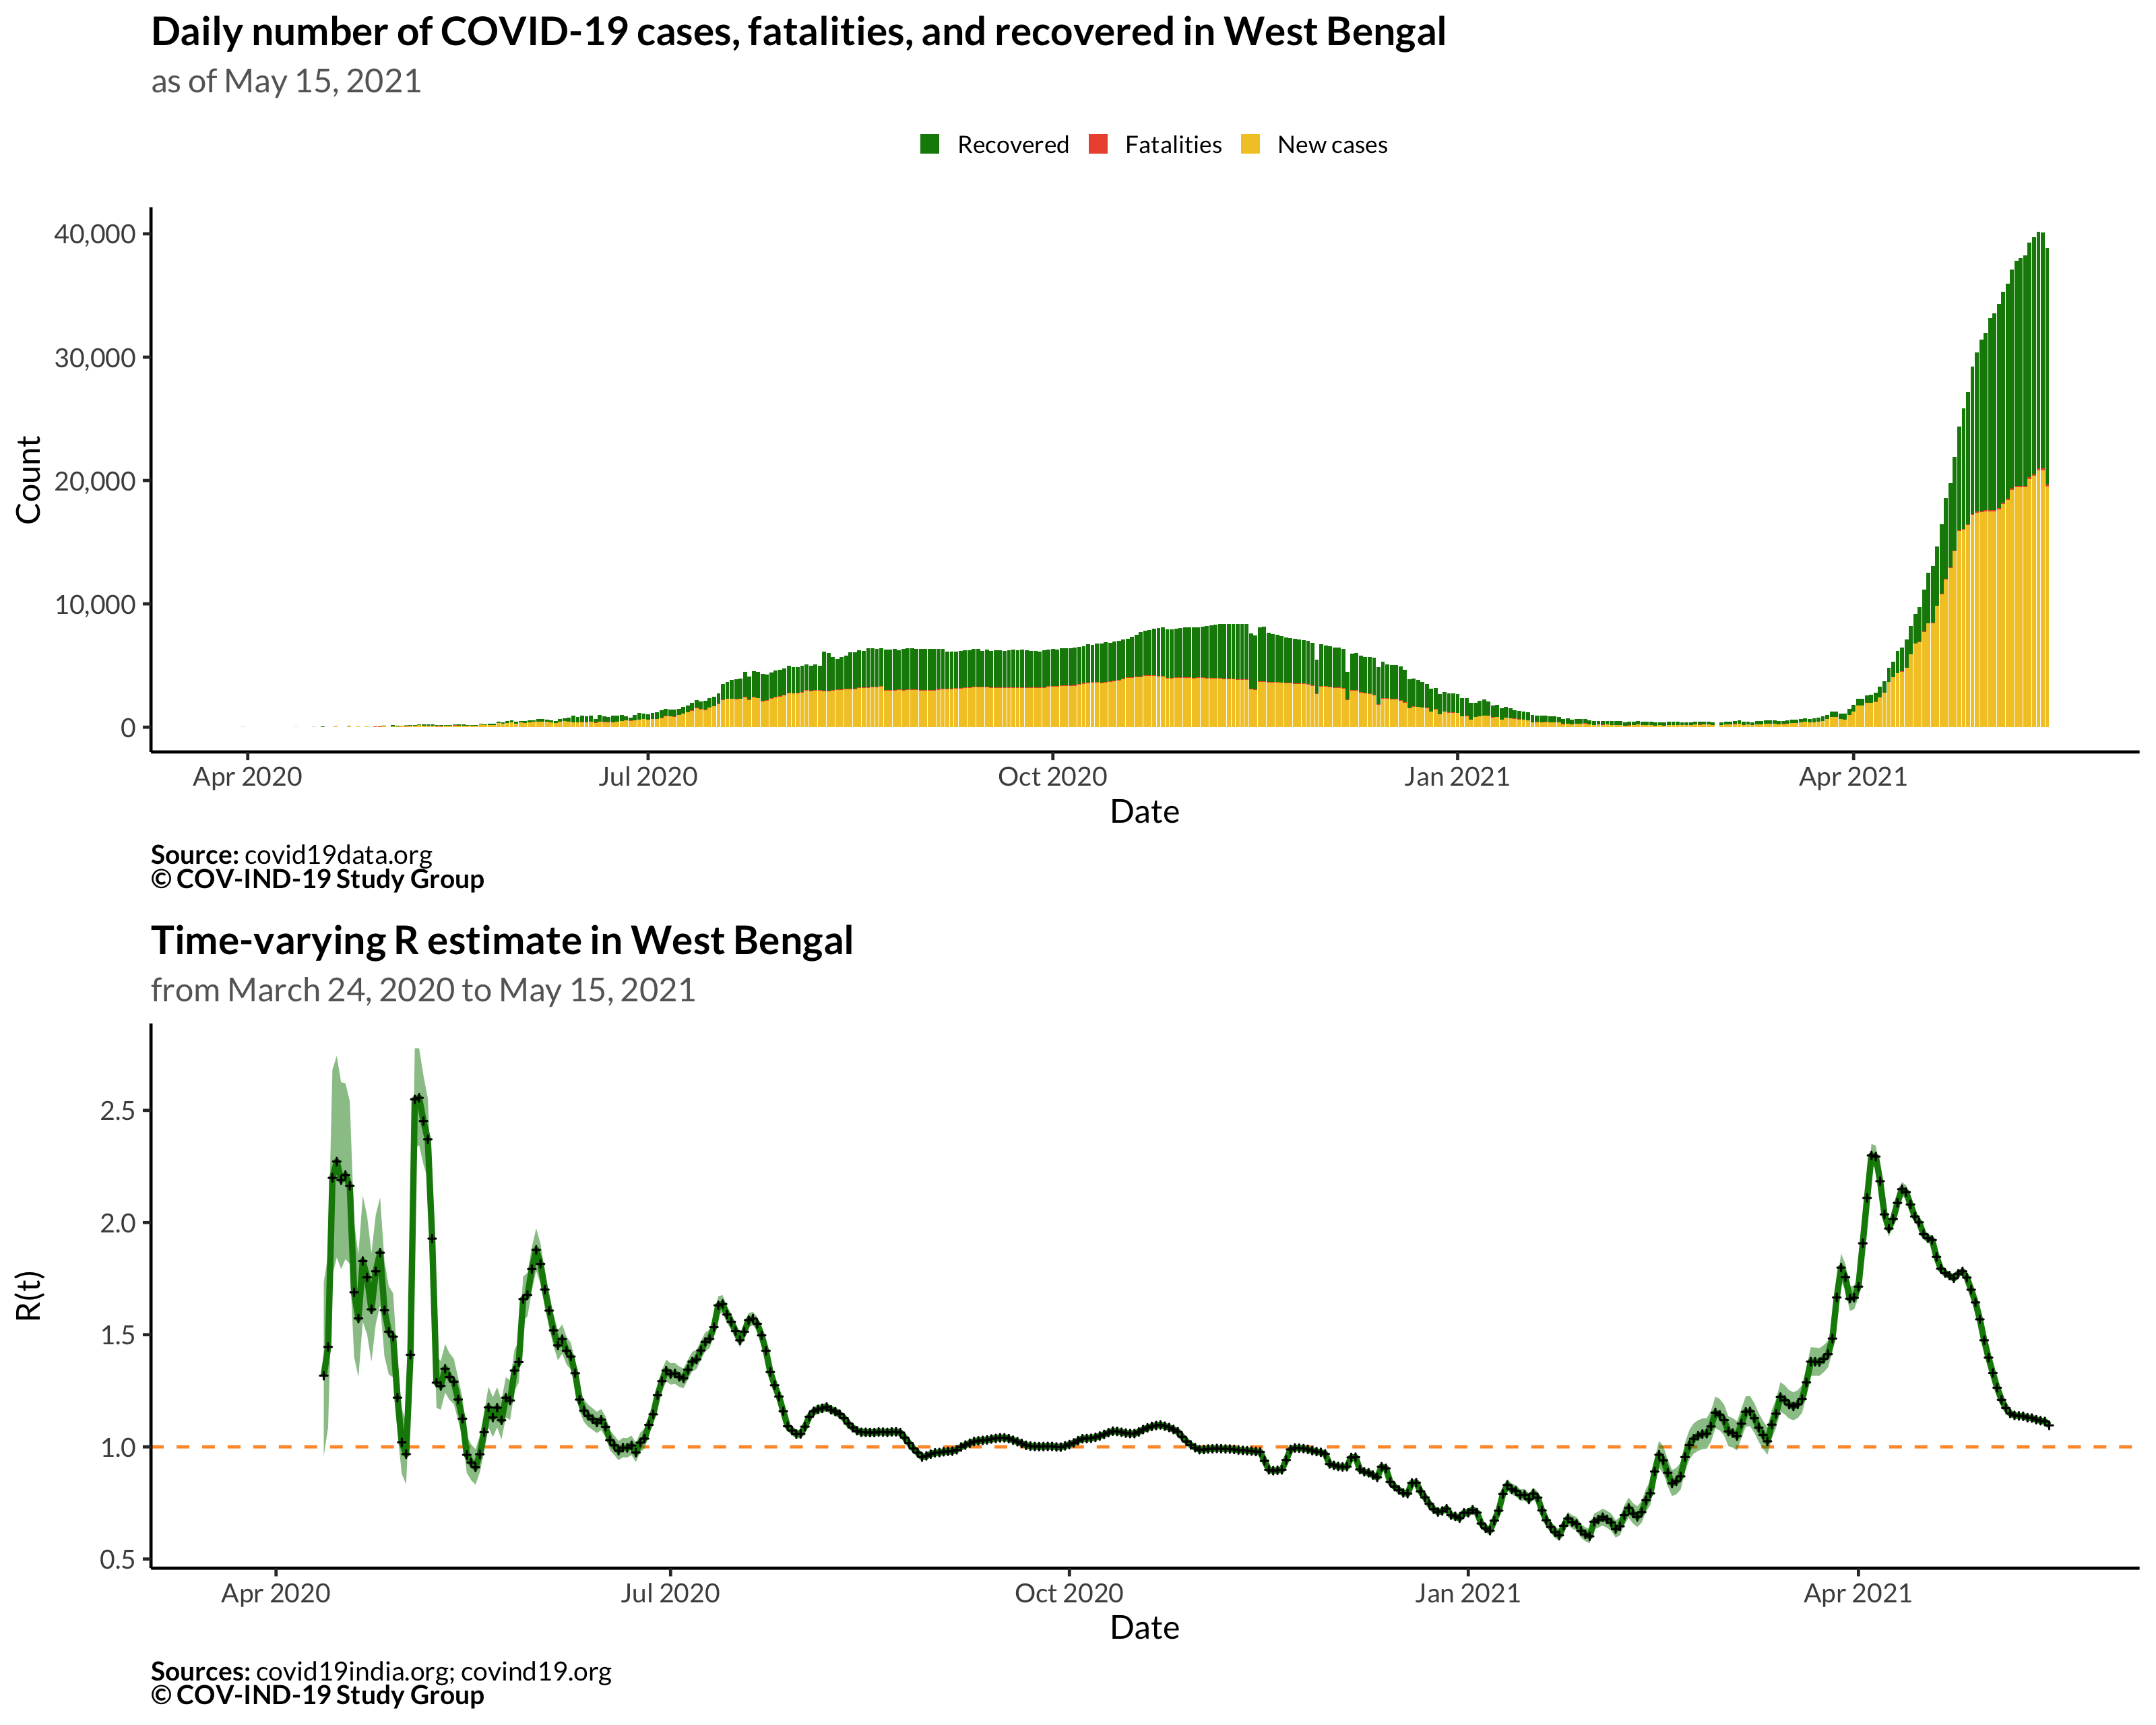 Daily number of COVID-19 cases, fatalities, and recovered in West Bengal
as of May 15, 2021
Recovered Fatalities New cases
40,000
30,000
20,000
10,000
0
Count
Apr 2020 Jul 2020 Oct 2020 Jan 2021 Apr 2021
Date
Source: covid19data.org
© COV-IND-19 Study Group
Time-varying R estimate in West Bengal
from March 24, 2020 to May 15, 2021
2.5
2.0
1.5
1.0
0.5
R(t)
Apr 2020 Jul 2020 Oct 2020 Jan 2021 Apr 2021
Date
Sources: covid19india.org; covind19.org
© COV-IND-19 Study Group